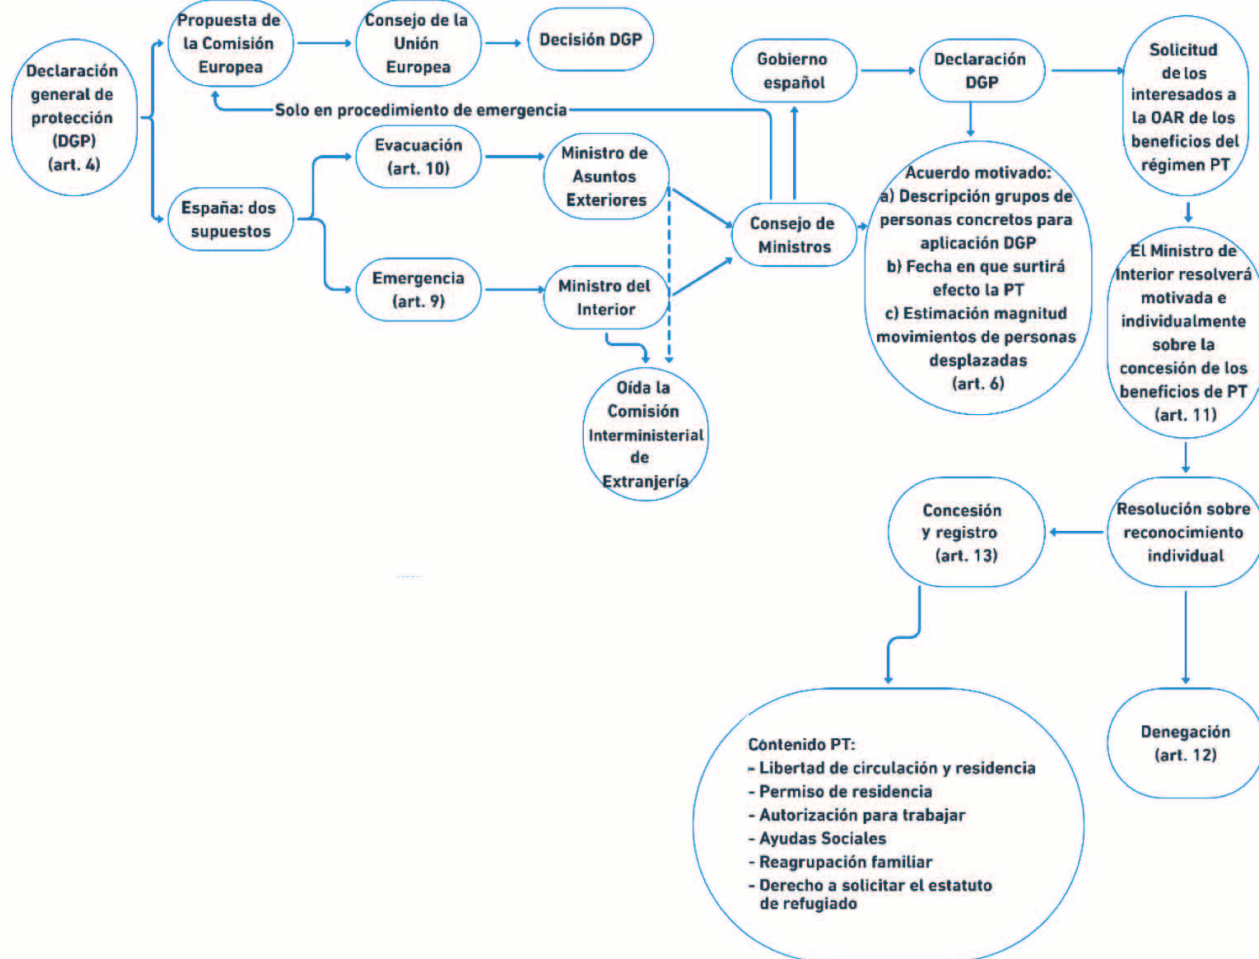 Declaración
general de
protección
(DGP)
(art. 4)
Propuesta de
la Comisión
Europea
Consejo de la
Unión
Europea
Decisión DGP
Solo en procedimiento de emergencia
España: dos
supuestos
Evacuación
(art. 10)
Emergencia
(art. 9)
Ministro de
Asuntos
Exteriores
Ministro del
Interior
Oída la
Comisión
Interministerial
de
Extranjería
Consejo de
Ministros
Gobierno
español
Declaración
DGP
Acuerdo motivado:
a) Descripción grupos de
personas concretos para
aplicación DGP
b) Fecha en que surtirá
efecto la PT
c) Estimación magnitud
movimientos de personas
desplazadas
(art. 6)
Solicitud
de los
interesados a
la OAR de los
beneficios del
régimen PT
El Ministro de
Interior resolverá
motivada e
individualmente
sobre la
concesión de los
beneficios de PT
(art. 11)
Resolución sobre
reconocimiento
individual
Concesión
y registro
(art. 13)
Denegación
(art. 12)
Contenido PT:
- Libertad de circulación y residencia
- Permiso de residencia
- Autorización para trabajar
- Ayudas Sociales
- Reagrupación familiar
- Derecho a solicitar el estatuto
de refugiado